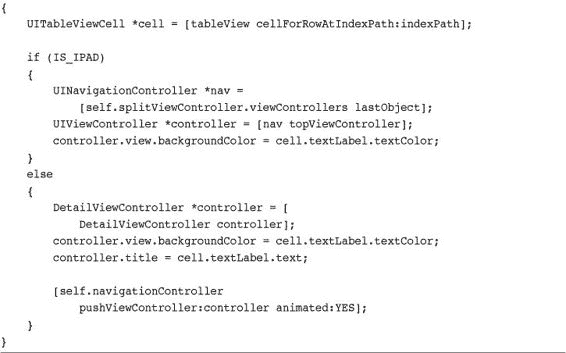 {
    UITableViewCell *cell = [tableView cellForRowAtIndexPath:indexPath];

    if (IS_IPAD)
    {
        UINavigationController *nav =
            [self.splitViewController.viewControllers lastObject];
        UIViewController *controller = [nav topViewController];
        controller.view.backgroundColor = cell.textLabel.textColor;
    }
    else
    {
        DetailViewController *controller = [
            DetailViewController controller];
        controller.view.backgroundColor = cell.textLabel.textColor;
        controller.title = cell.textLabel.text;

        [self.navigationController
            pushViewController:controller animated:YES];
    }
}